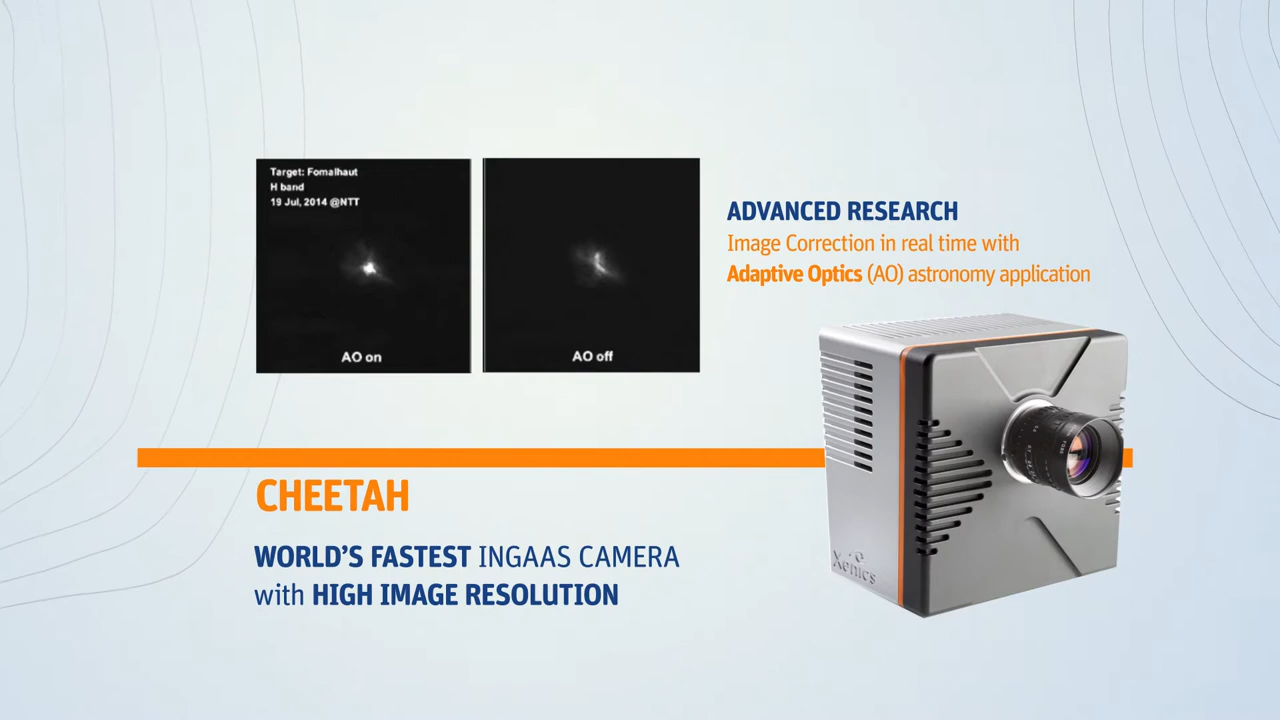 Target: Fomalhaut
H band
19 Jul, 2014 @NTT
AO on
AO off
ADVANCED RESEARCH
Image Correction in real time with
Adaptive Optics (AO) astronomy application
CHEETAH
WORLD'S FASTEST INGAAS CAMERA
with HIGH IMAGE RESOLUTION
Xenics